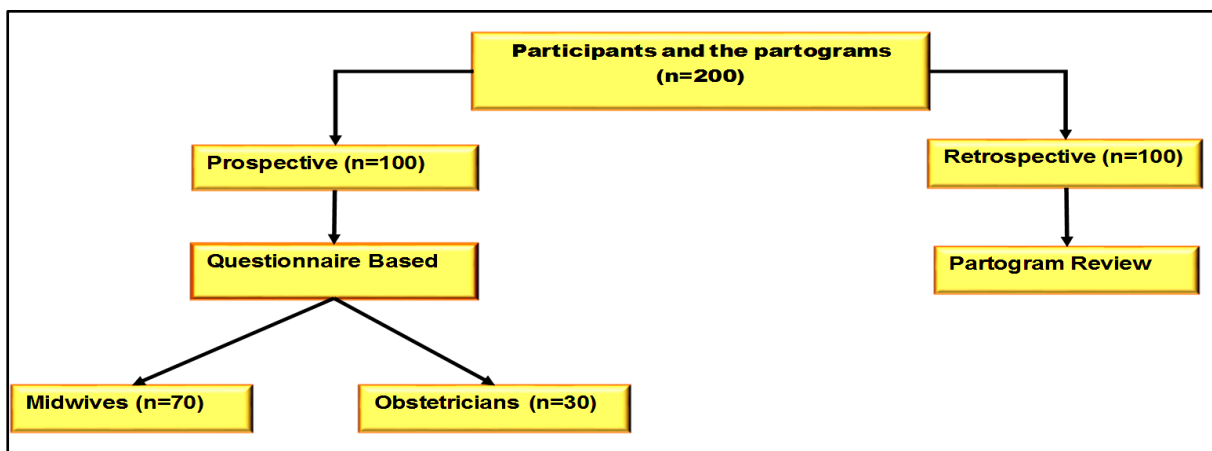 Participants and the partograms
(n=200)
Prospective (n=100)
Retrospective (n=100)
Questionnaire Based
Partogram Review
Midwives (n=70)
Obstetricians (n=30)